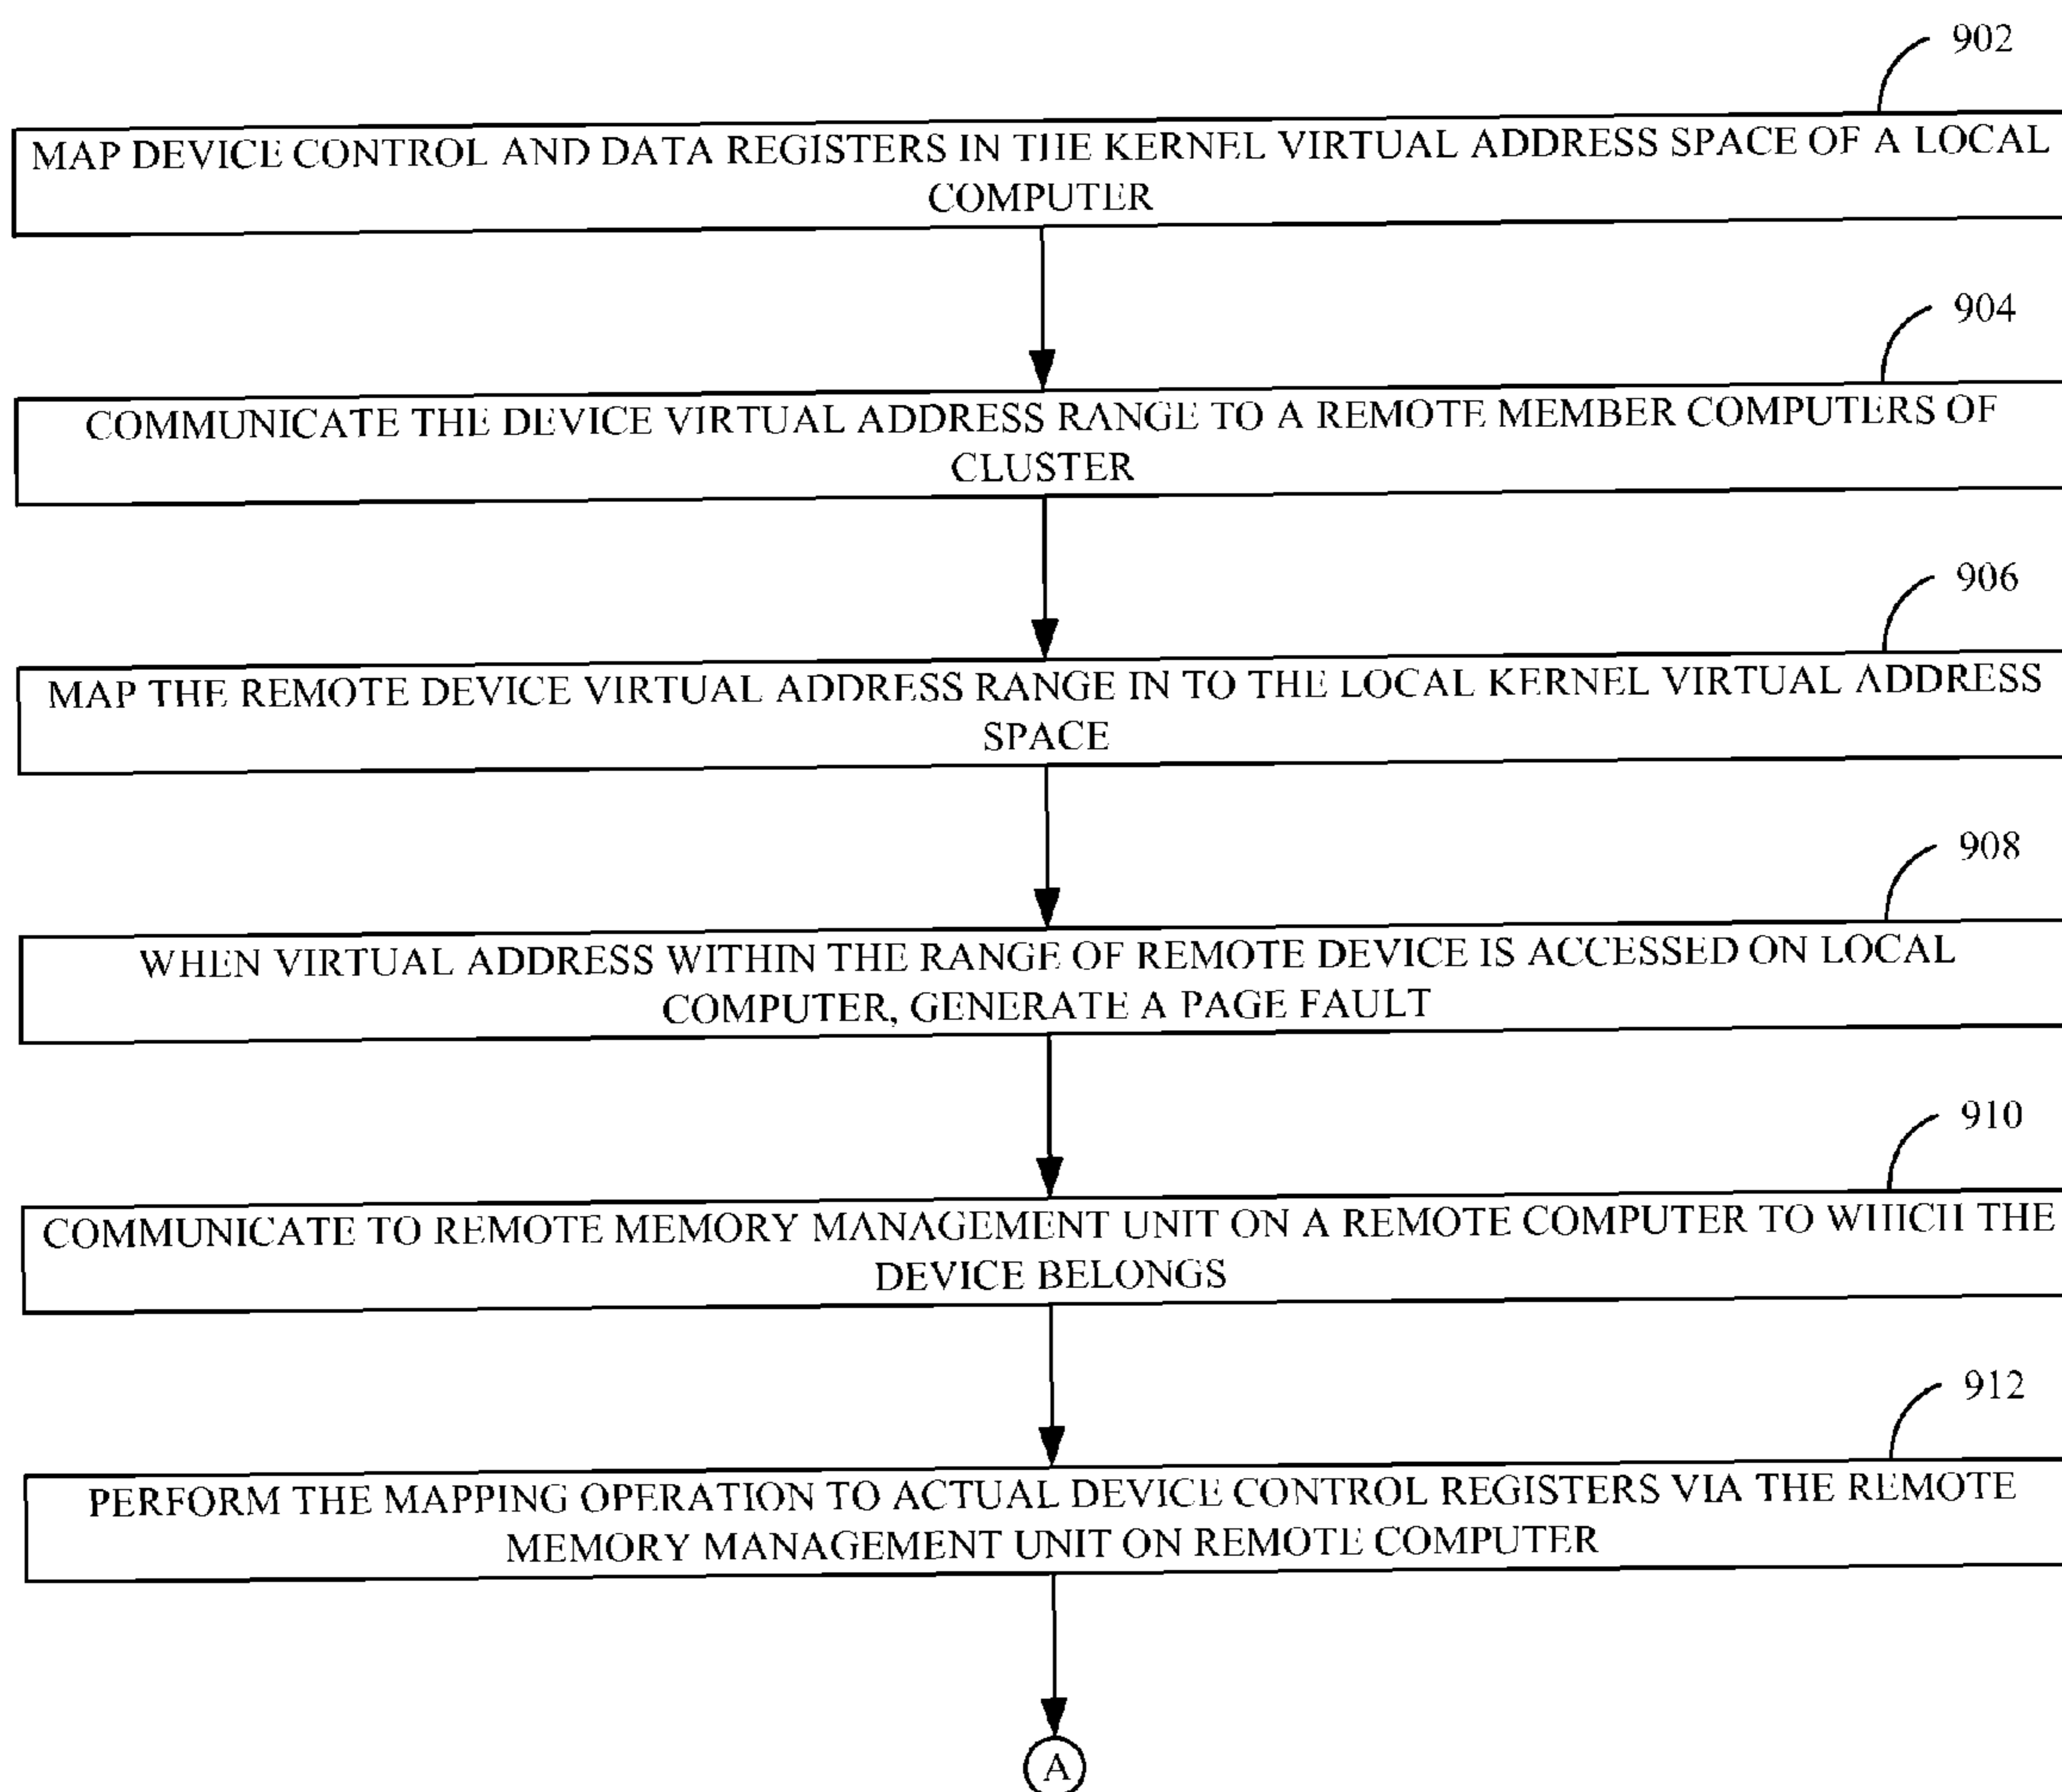 902
MAP DEVICE CONTROL AND DATA REGISTERS IN THE KERNEL VIRTUAL ADDRESS SPACE OF A LOCAL
COMPUTER
904
COMMUNICATE THE DEVICE VIRTUAL ADDRESS RANGE TO A REMOTE MEMBER COMPUTERS OF
CLUSTER
906
MAP THE REMOTE DEVICE VIRTUAL ADDRESS RANGE IN TO THE LOCAL KERNEL VIRTUAL ADDRESS
SPACE
908
WHEN VIRTUAL ADDRESS WITHIN THE RANGE OF REMOTE DEVICE IS ACCESSED ON LOCAL
COMPUTER, GENERATE A PAGE FAULT
910
COMMUNICATE TO REMOTE MEMORY MANAGEMENT UNIT ON A REMOTE COMPUTER TO WHICH THE
DEVICE BELONGS
912
PERFORM THE MAPPING OPERATION TO ACTUAL DEVICE CONTROL REGISTERS VIA THE REMOTE
MEMORY MANAGEMENT UNIT ON REMOTE COMPUTER
A